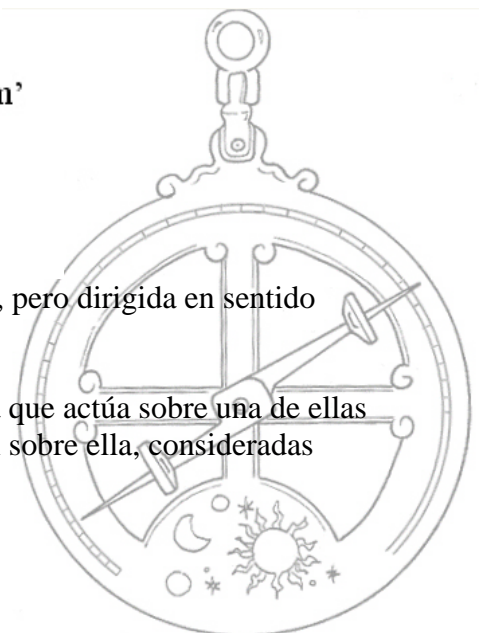 m’
, pero dirigida en sentido
que actúa sobre una de ellas
sobre ella, consideradas